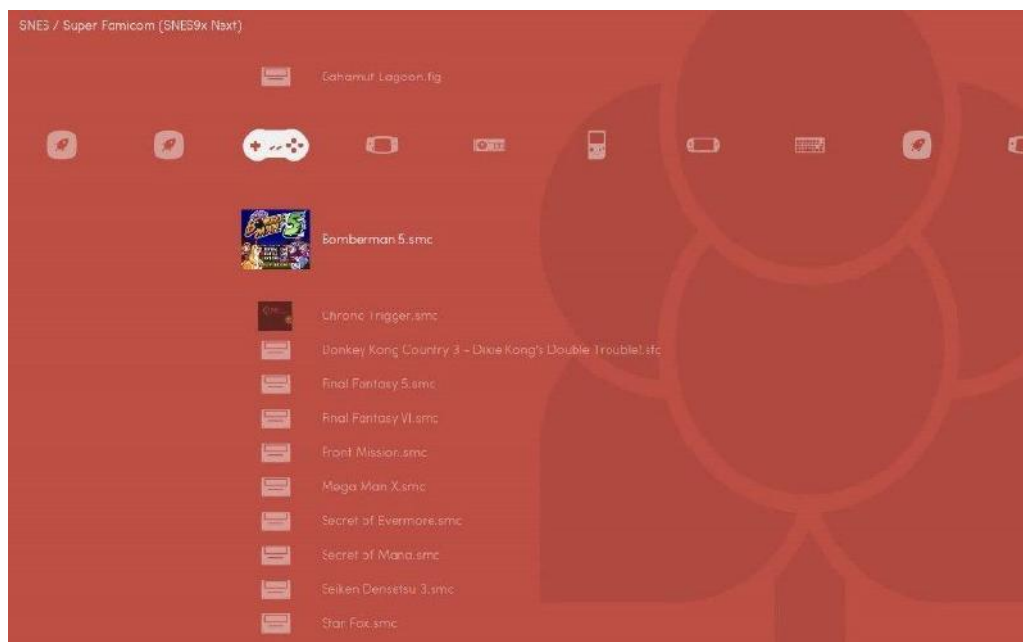 SNES / Super Famicom (SNES9x Next)
Bahamut Lagoon.fig
Bomberman 5.smc
Chrono Trigger.smc
Donkey Kong Country 3 - Dixie Kong's Double Trouble!.sfc
Final Fantasy 5.smc
Final Fantasy VI.smc
Front Mission.smc
Mega Man X.smc
Secret of Evermore.smc
Secret of Mana.smc
Seiken Densetsu 3.smc
Star Fox.smc